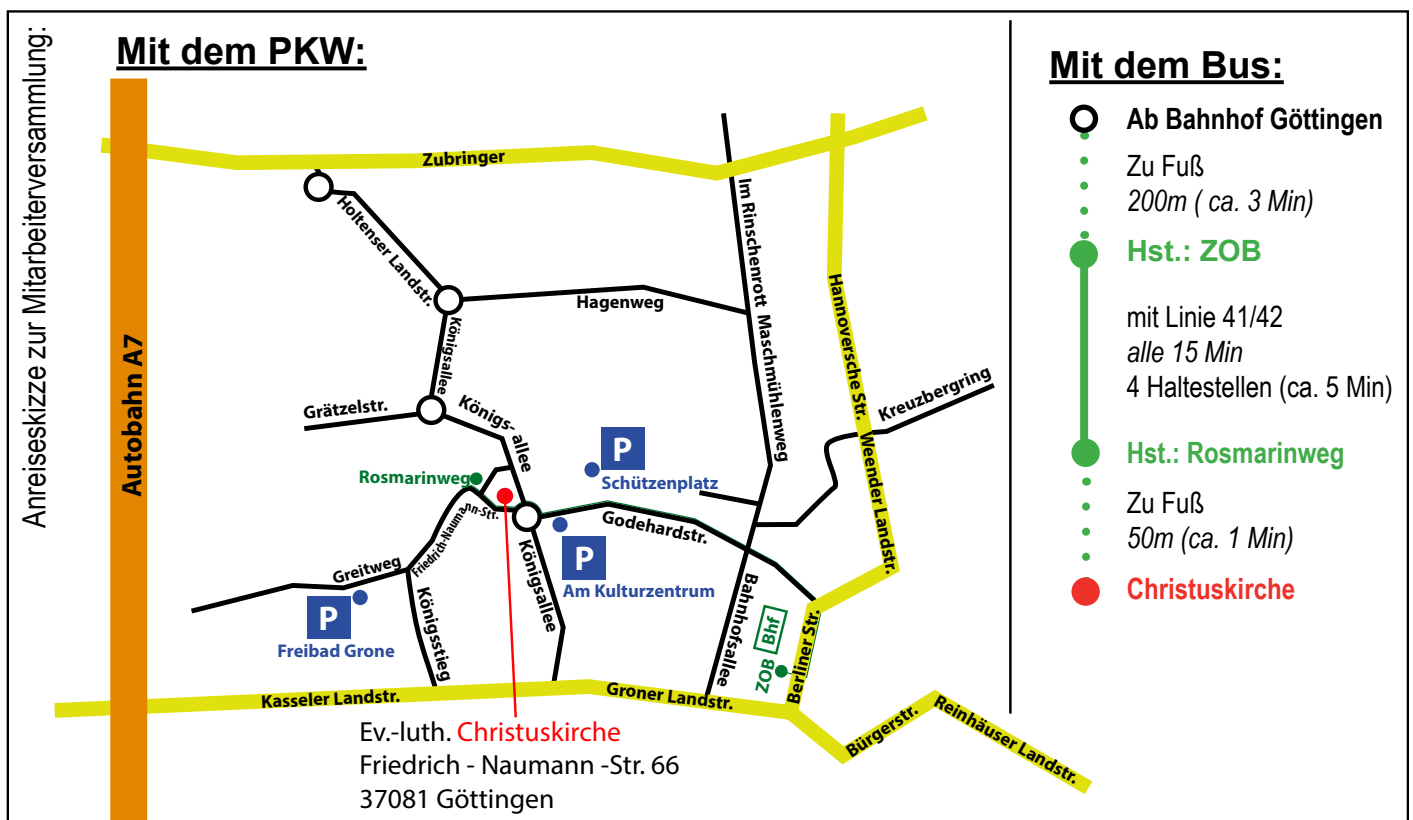 Anreiseskizze zur Mitarbeiterversammlung:
Mit dem PKW:
Autobahn A7
Zubringer
Holtenser Landstr.
Im Rinschenrott
Maschmühlenweg
Hannoversche Str.
Weender Landstr.
Hagenweg
Königsallee
Kreuzbergring
Grätzelstr.
Königs-
allee
P
Schützenplatz
Rosmarinweg
Friedrich-Naumann-Str.
Godehardstr.
P
Am Kulturzentrum
Königsallee
Greitweg
P
Freibad Grone
Königsstieg
Bahnhofsallee
ZOB
Bhf
Berliner Str.
Kasseler Landstr.
Groner Landstr.
Bürgerstr.
Reinhäuser Landstr.
Ev.-luth. Christuskirche
Friedrich - Naumann -Str. 66
37081 Göttingen
Mit dem Bus:
Ab Bahnhof Göttingen
Zu Fuß
200m ( ca. 3 Min)
Hst.: ZOB
mit Linie 41/42
alle 15 Min
4 Haltestellen (ca. 5 Min)
Hst.: Rosmarinweg
Zu Fuß
50m (ca. 1 Min)
Christuskirche